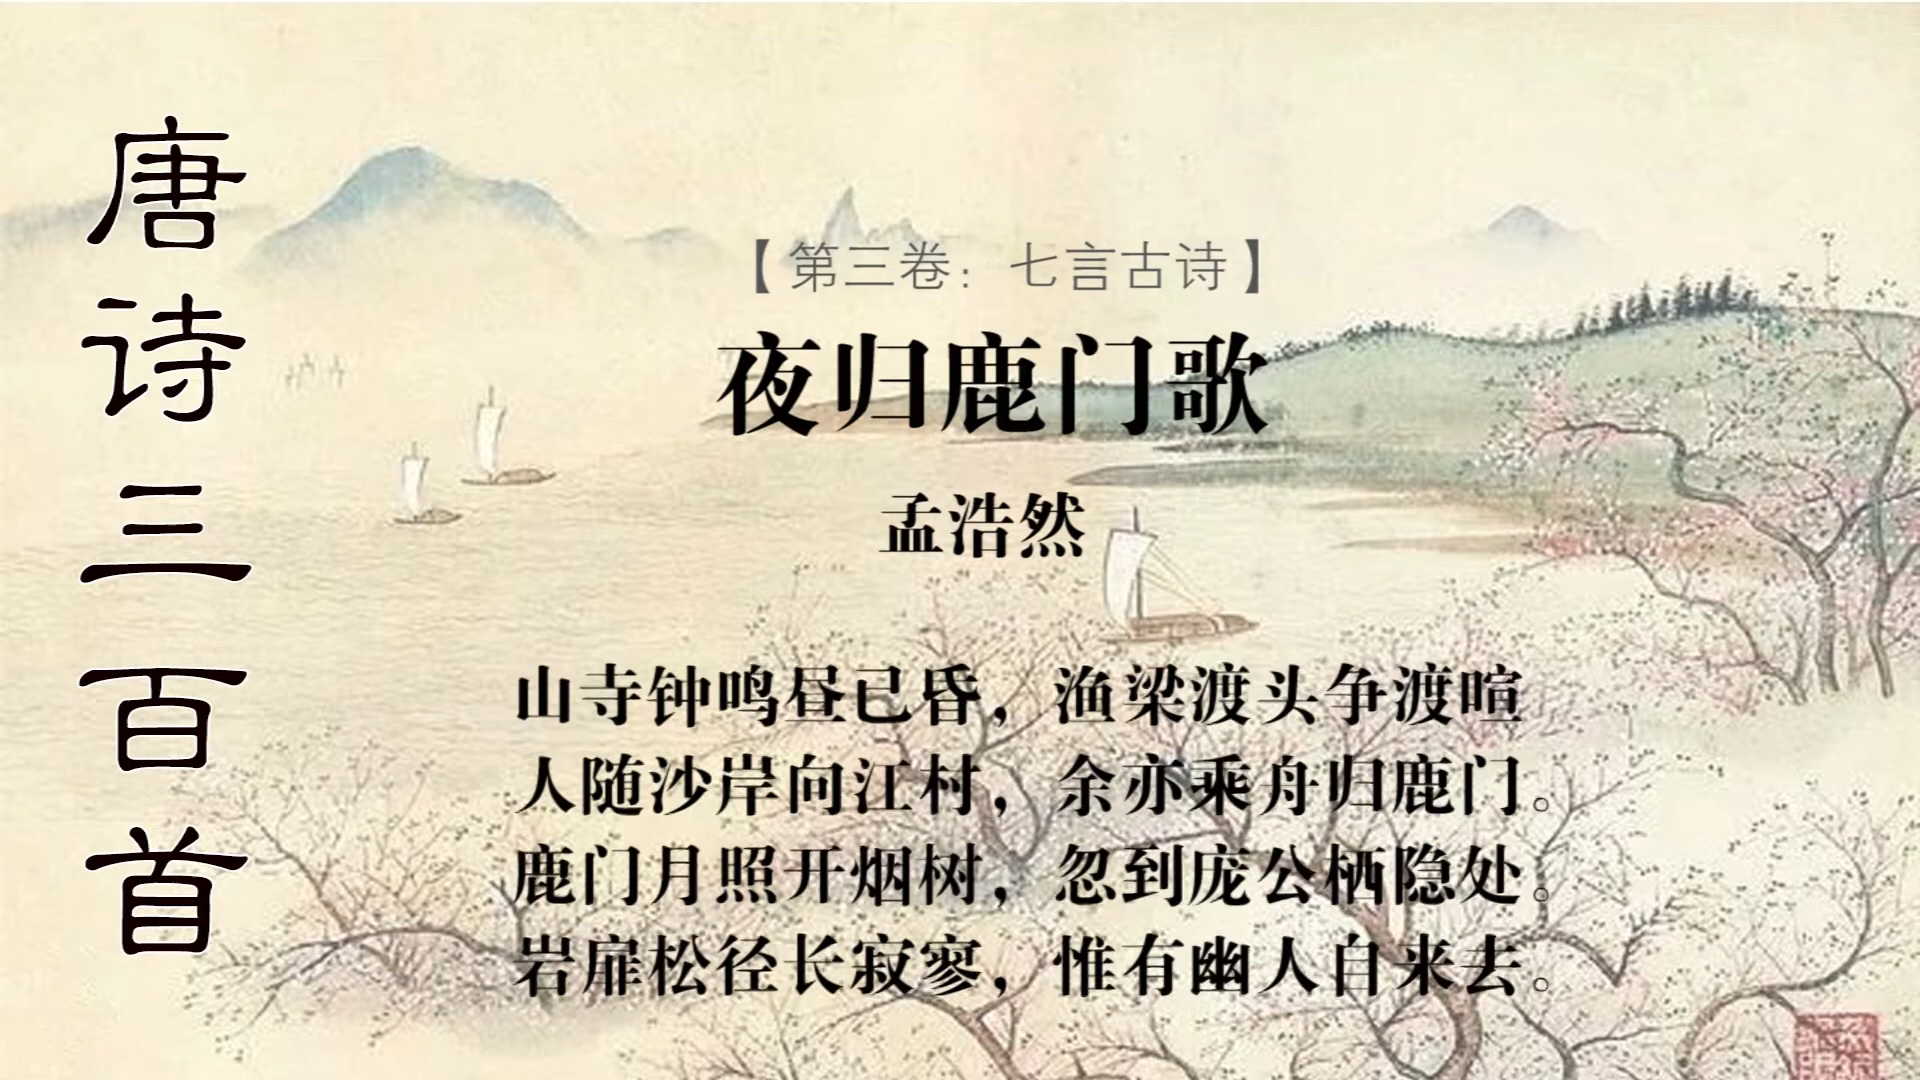 唐诗三百首
【第三卷：七言古诗】
夜归鹿门歌
孟浩然
山寺钟鸣昼已昏，渔梁渡头争渡喧
人随沙岸向江村，余亦乘舟归鹿门。
鹿门月照开烟树，忽到庞公栖隐处。
岩扉松径长寂寥，惟有幽人自来去。